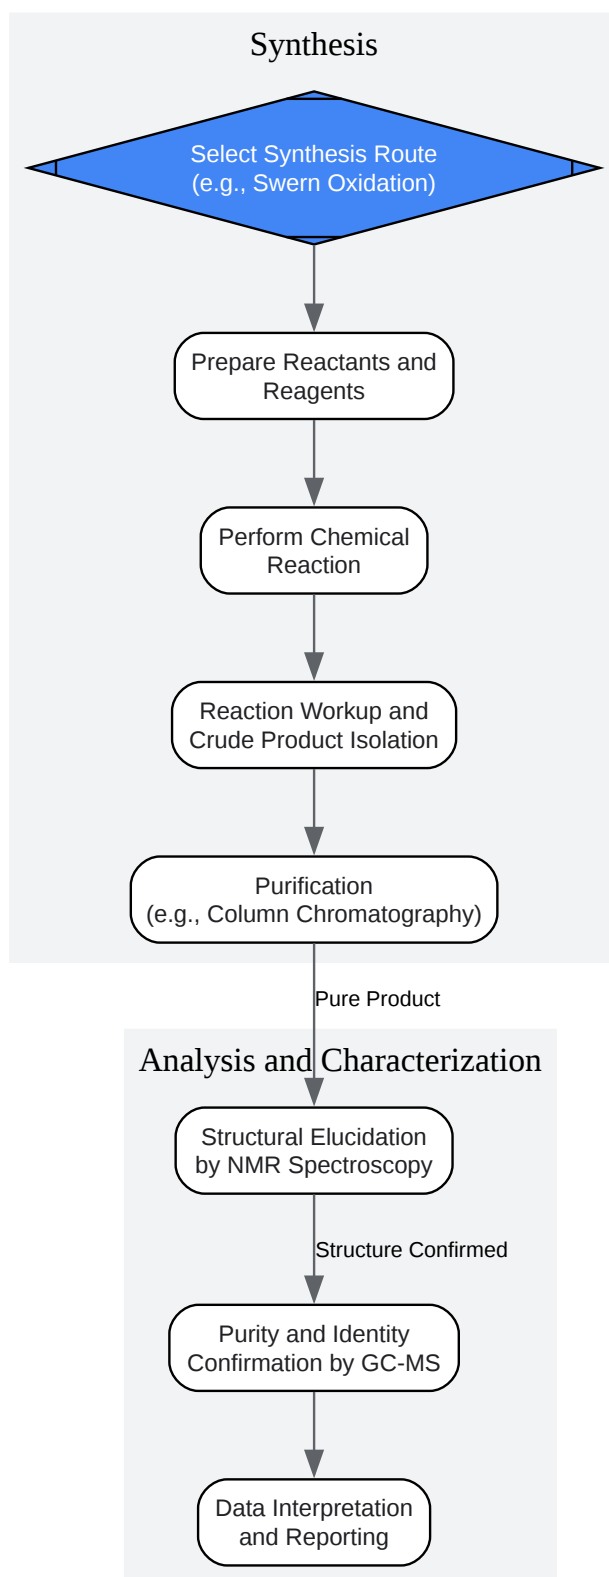 Synthesis
Select Synthesis Route
(e.g., Swern Oxidation)
Prepare Reactants and
Reagents
Perform Chemical
Reaction
Reaction Workup and
Crude Product Isolation
Purification
(e.g., Column Chromatography)
Pure Product
Analysis and Characterization
Structural Elucidation
by NMR Spectroscopy
Structure Confirmed
Purity and Identity
Confirmation by GC-MS
Data Interpretation
and Reporting